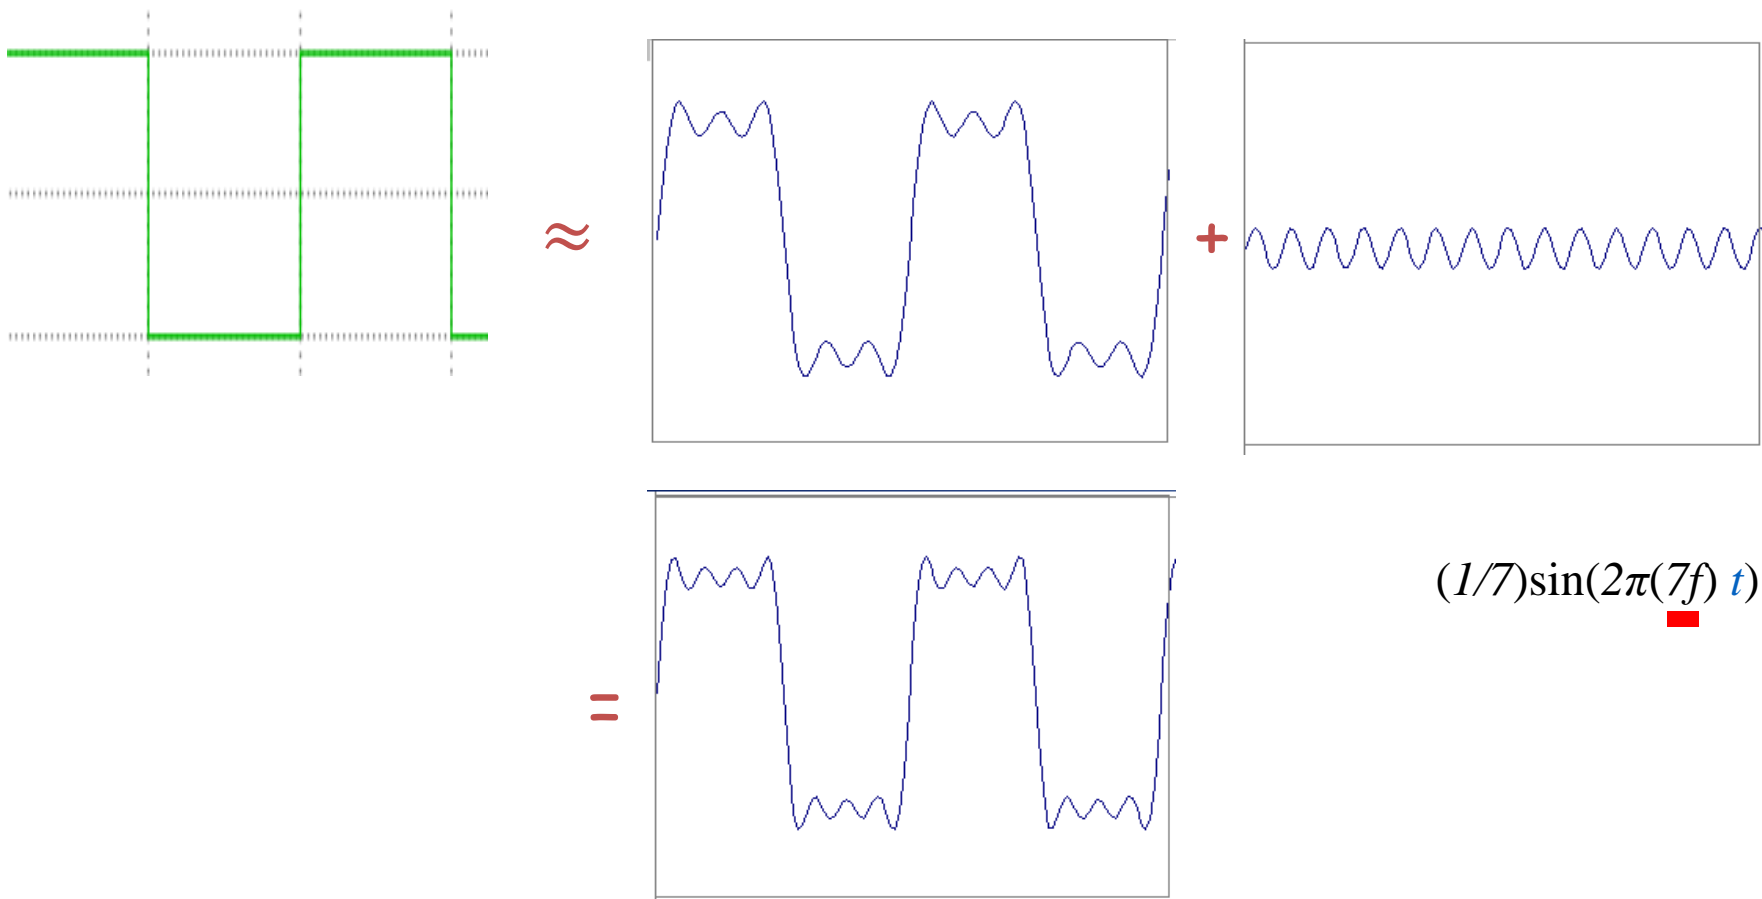 ≈
+
(1/7)sin(2π(7f) t)
=